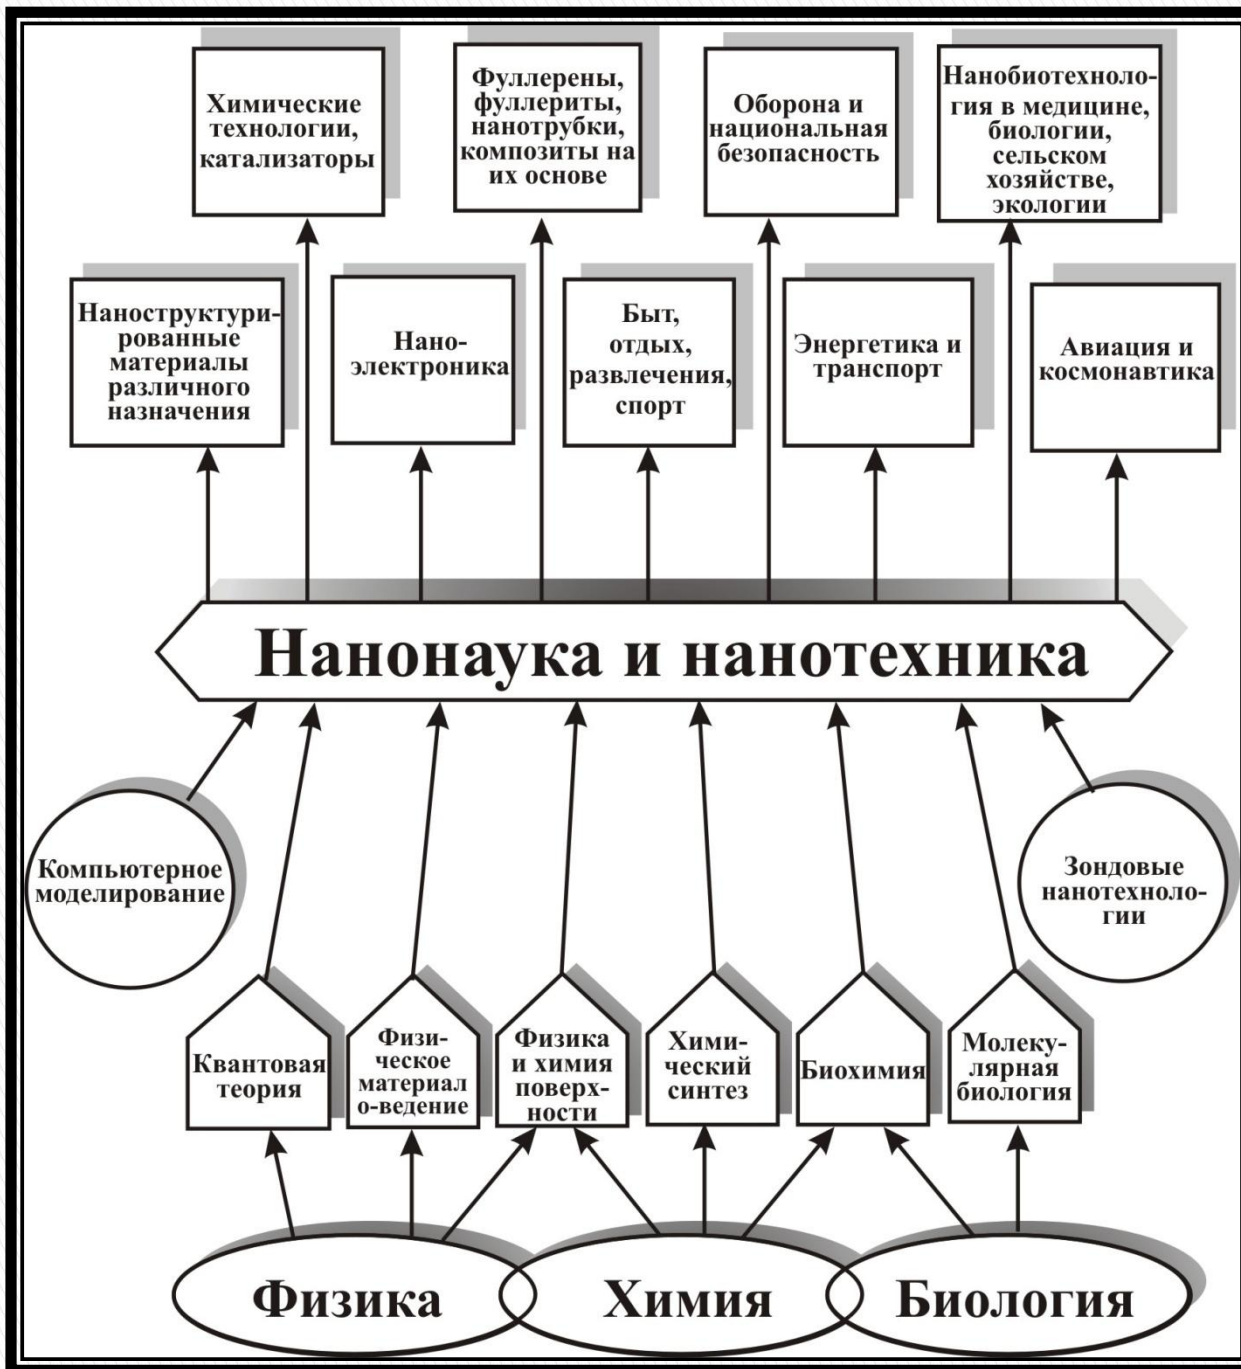 Химические
технологии,
катализаторы
Фуллерены,
фуллериты,
нанотрубки,
композиты на
их основе
Оборона и
национальная
безопасность
Нанобиотехноло-
гия в медицине,
биологии,
сельском
хозяйстве,
экологии
Наноструктури-
рованные
материалы
различного
назначения
Нано-
электроника
Быт,
отдых,
развлечения,
спорт
Энергетика и
транспорт
Авиация и
космонавтика
Нанонаука и нанотехника
Компьютерное
моделирование
Зондовые
нанотехноло-
гии
Квантовая
теория
Физи-
ческое
материал
о-ведение
Физика
и химия
поверх-
ности
Хими-
ческий
синтез
Биохимия
Молеку-
лярная
биология
Физика
Химия
Биология